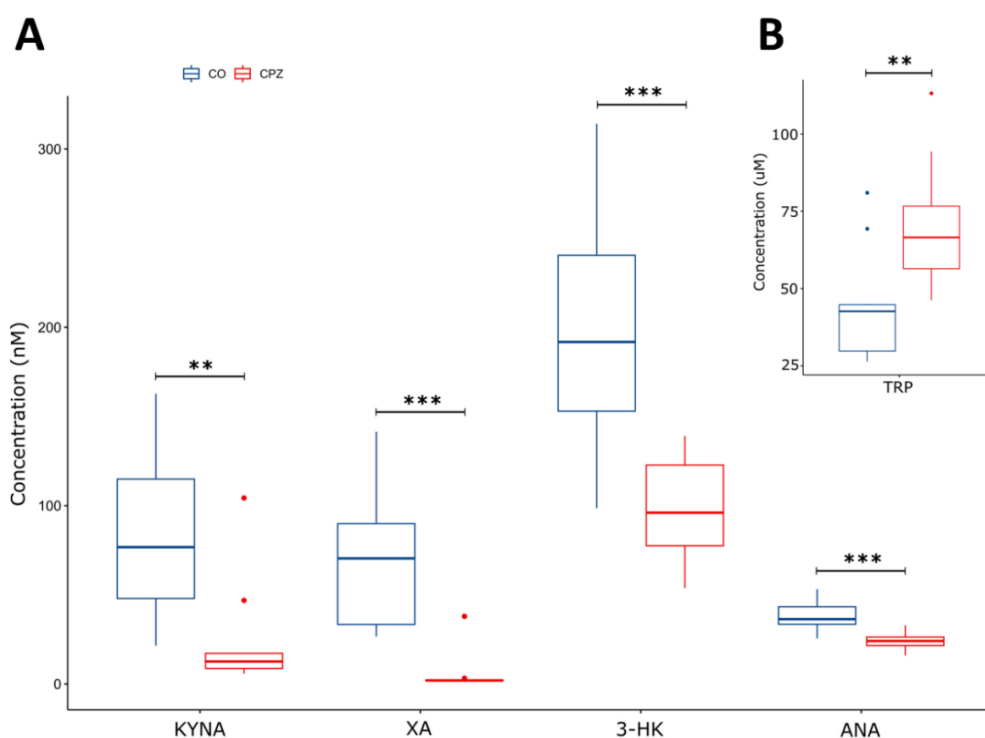 A
CO CPZ
Concentration (nM)
300
200
100
0
**
***
***
***
KYNA XA 3-HK ANA
B
**
Concentration (uM)
100
75
50
25
TRP